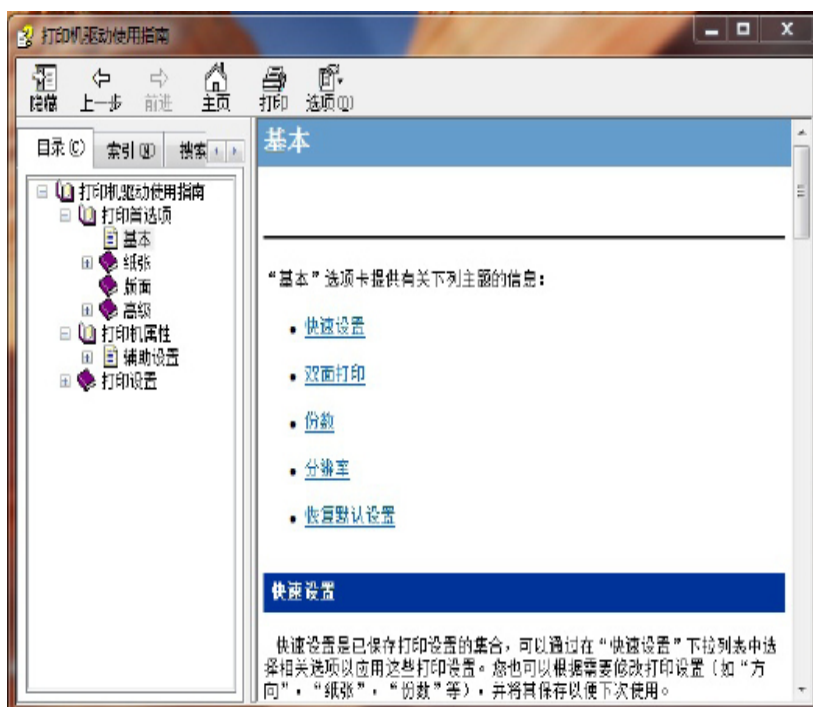 打印机驱动使用指南
隐藏 上一步 前进 主页 打印 选项(O)
目录(C) 索引(N) 搜索
打印机驱动使用指南
打印首选项
基本
纸张
版面
高级
打印机属性
辅助设置
打印设置
基本
“基本”选项卡提供有关下列主题的信息：
• 快速设置
• 双面打印
• 份数
• 分辨率
• 恢复默认设置
快速设置
快速设置是已保存打印设置的集合，可以通过在“快速设置”下拉列表中选
择相关选项以应用这些打印设置。您也可以根据需要修改打印设置（如“方
向”，“纸张”，“份数”等），并将其保存以便下次使用。